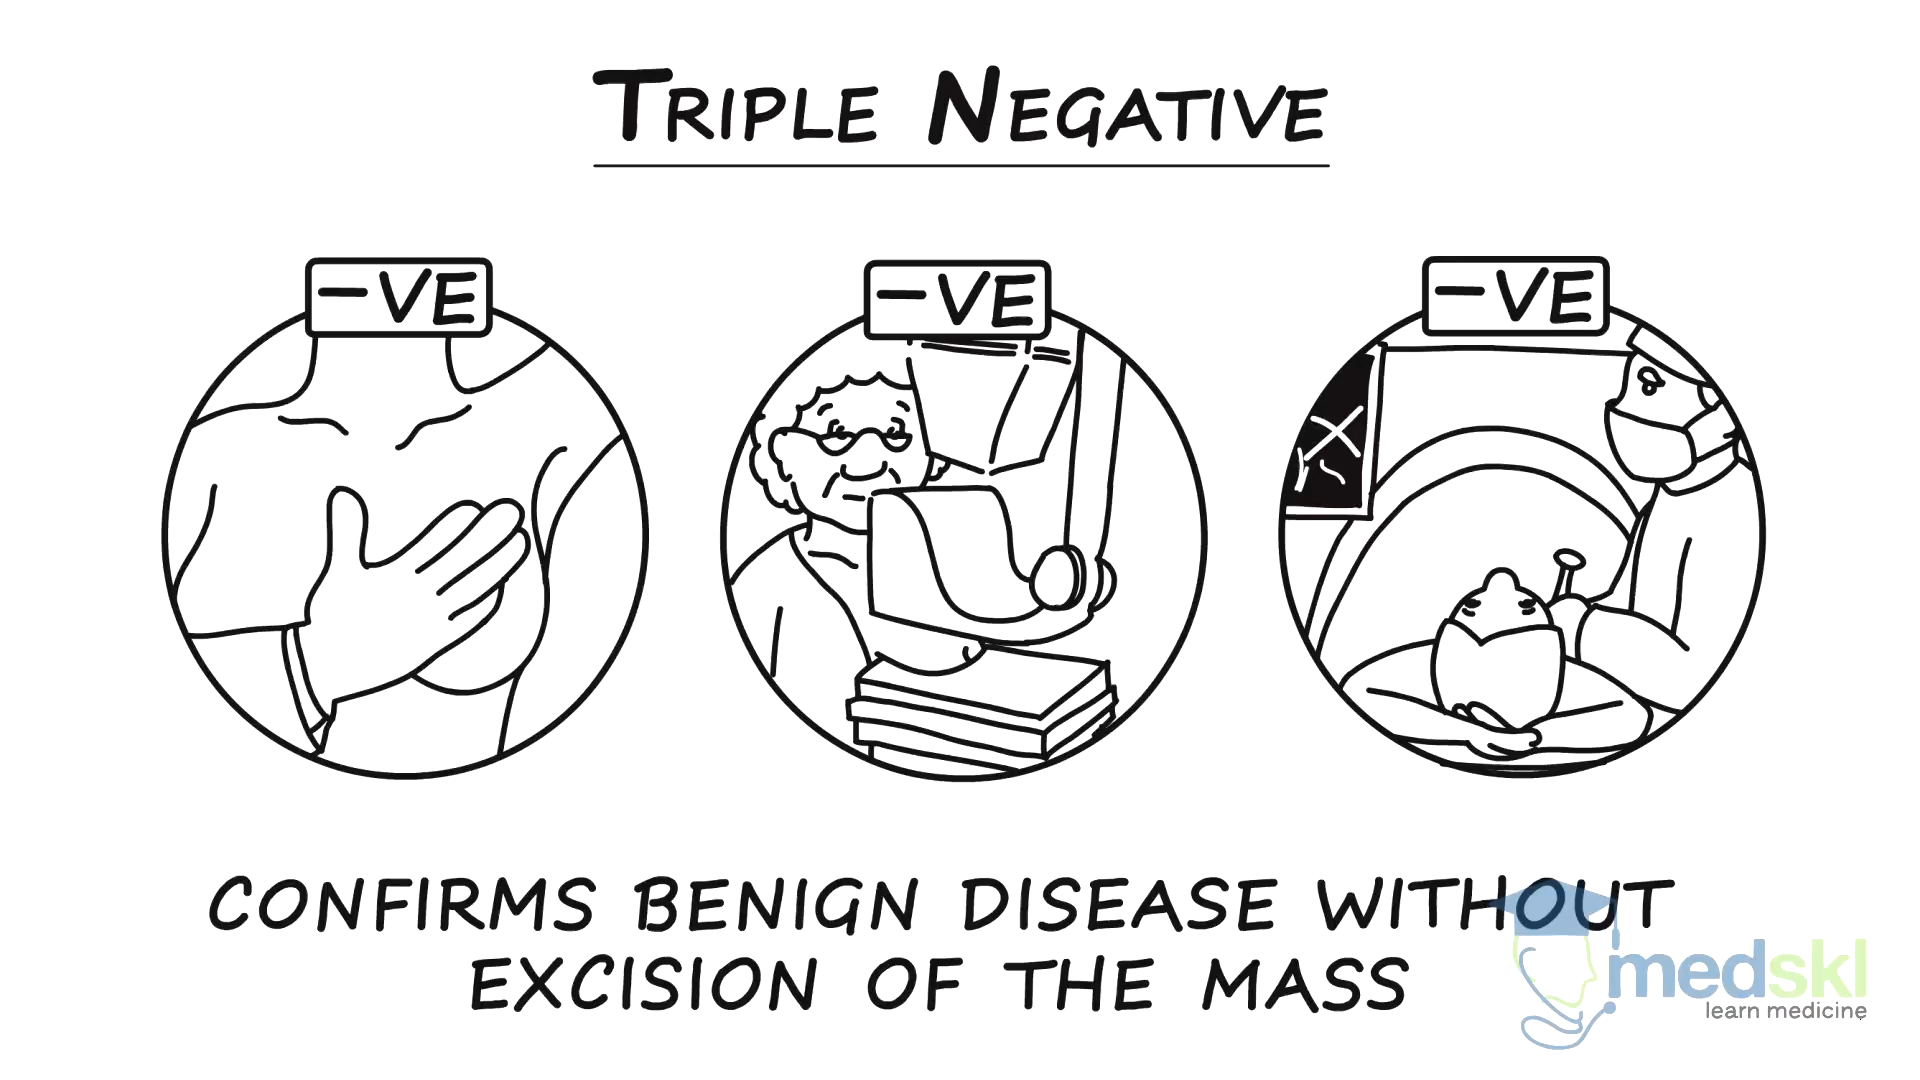 TRIPLE NEGATIVE
-VE
-VE
-VE
CONFIRMS BENIGN DISEASE WITHOUT
EXCISION OF THE MASS
medskl
learn medicine